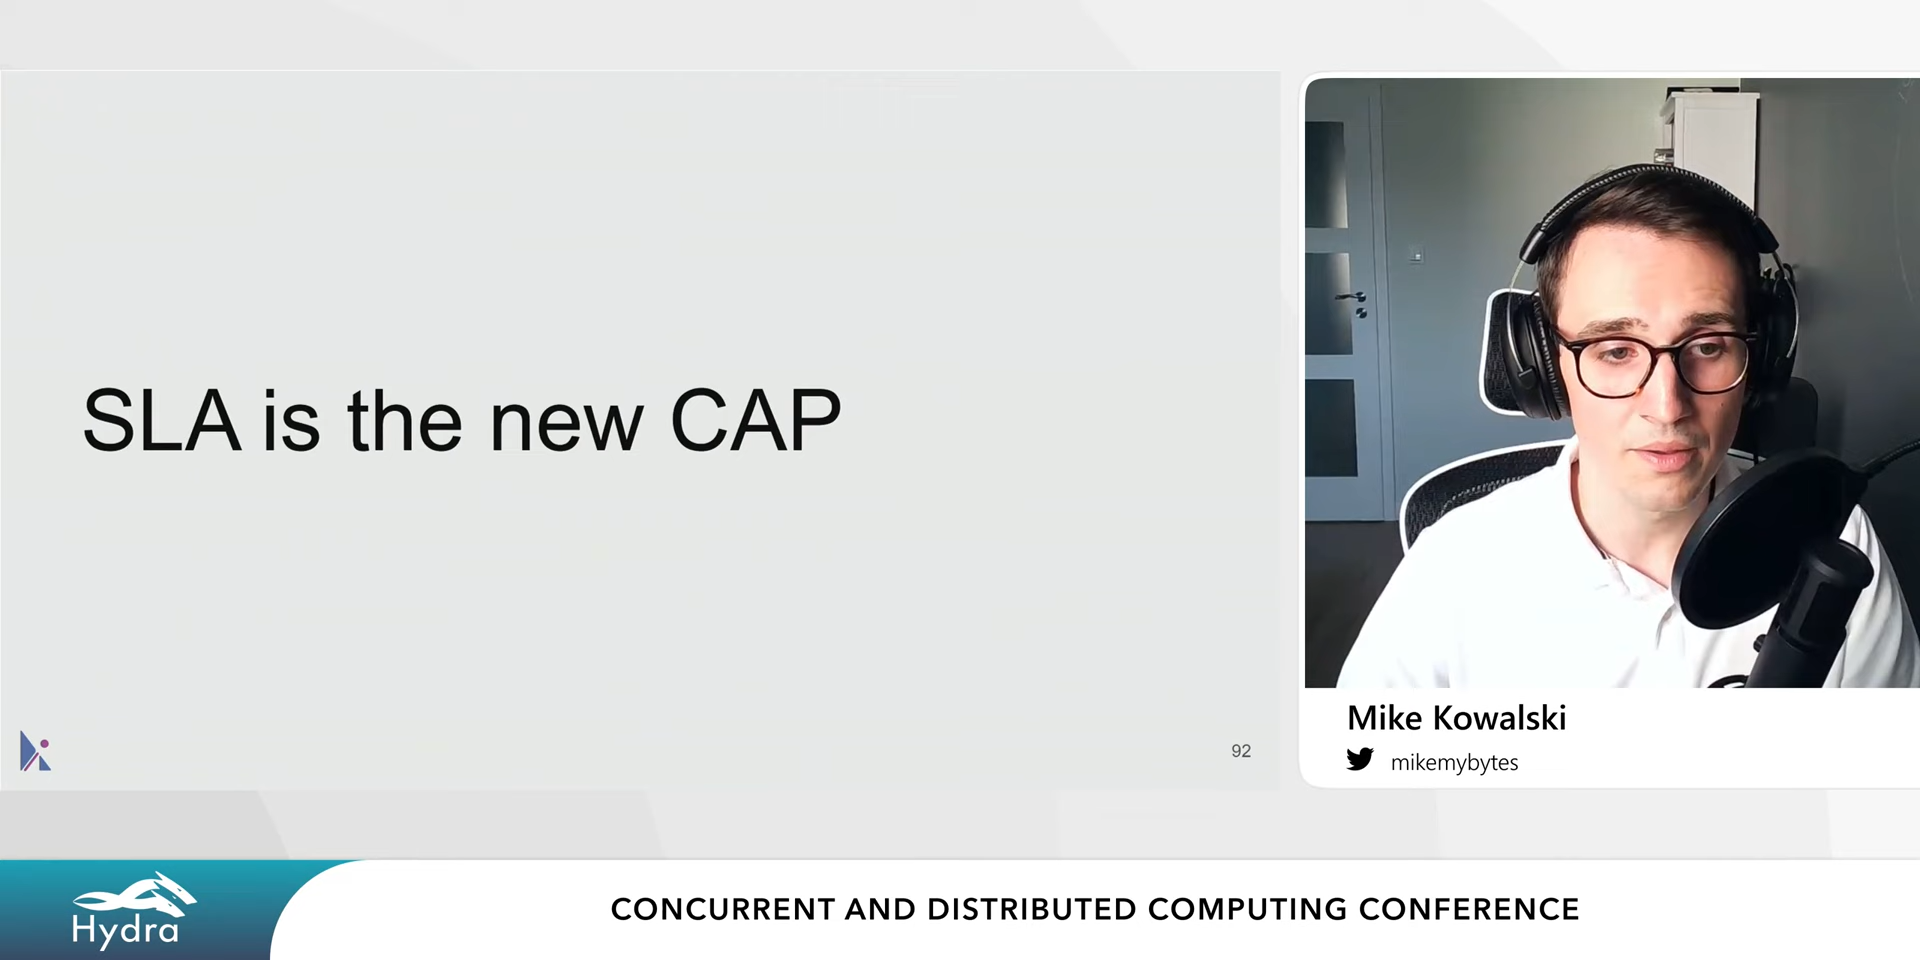 SLA is the new CAP
92
Mike Kowalski
mikemybytes
Hydra
CONCURRENT AND DISTRIBUTED COMPUTING CONFERENCE